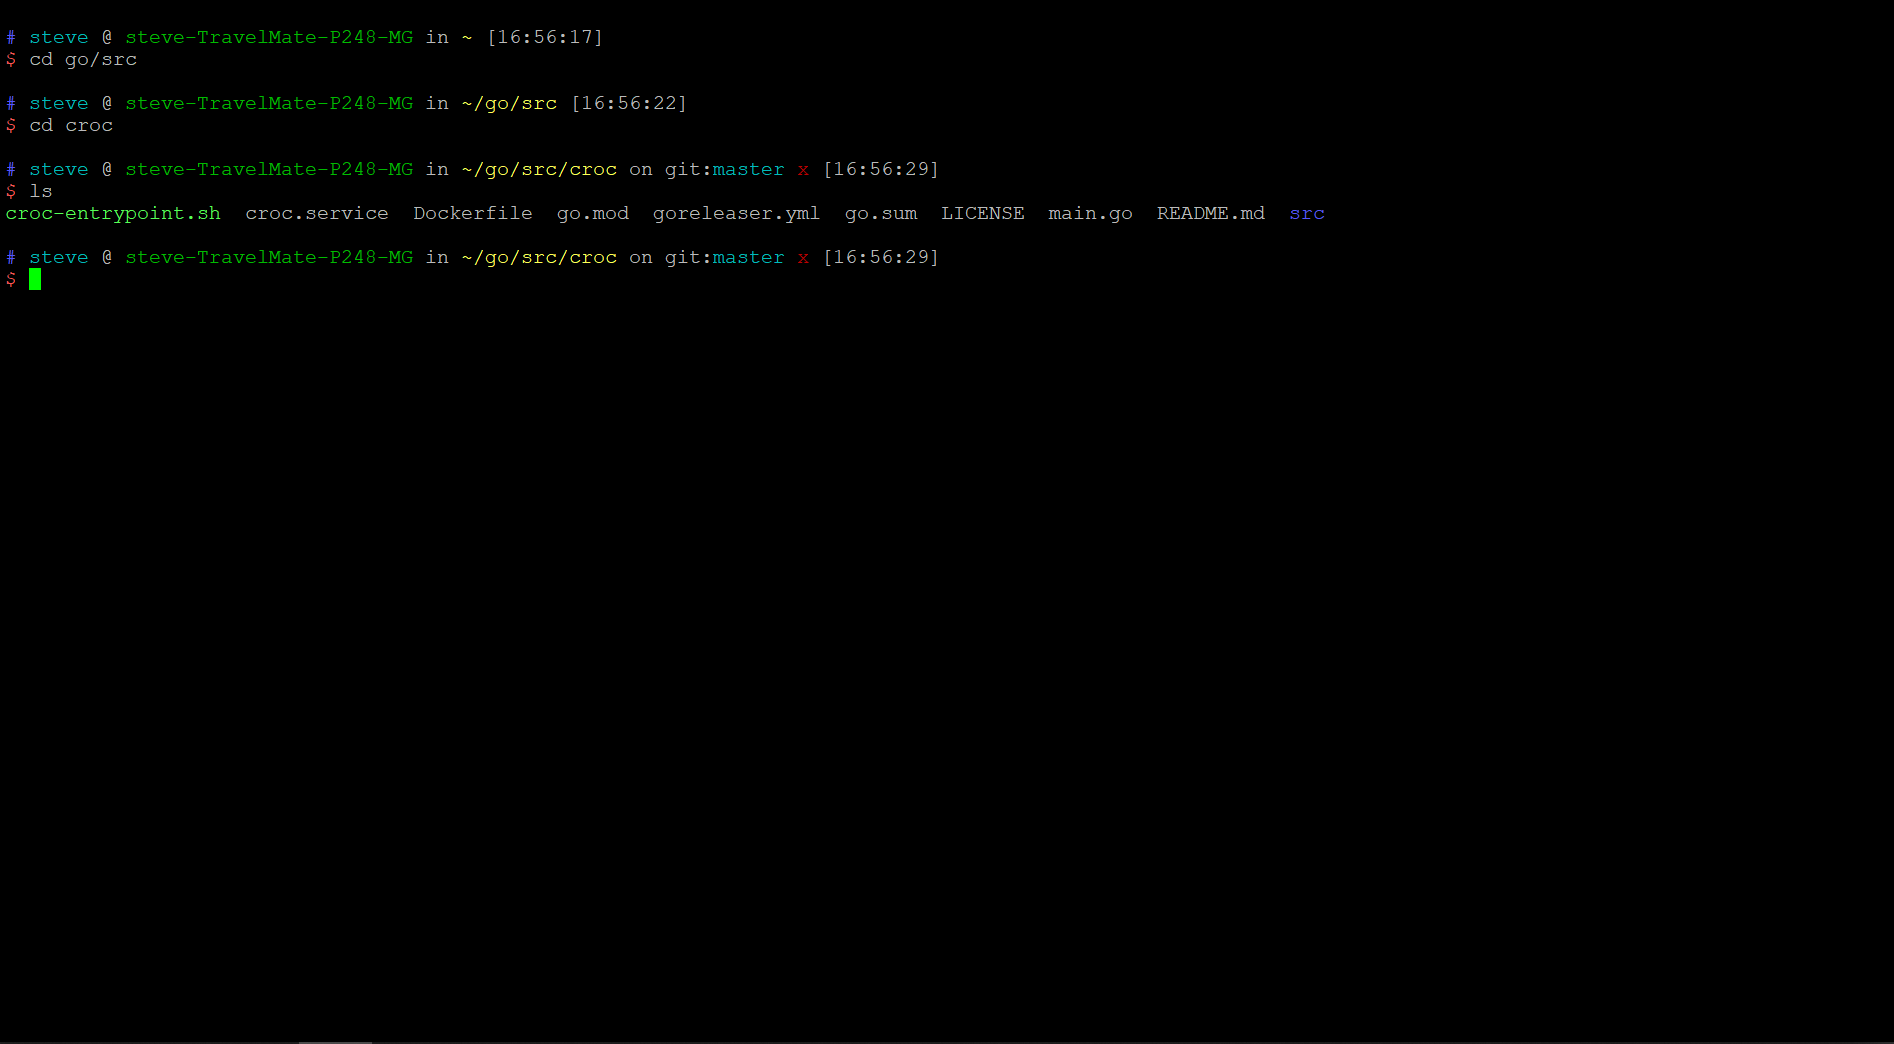 # steve @ steve-TravelMate-P248-MG in ~ [16:56:17]
$ cd go/src
# steve @ steve-TravelMate-P248-MG in ~/go/src [16:56:22]
$ cd croc
# steve @ steve-TravelMate-P248-MG in ~/go/src/croc on git:master x [16:56:29]
$ ls
croc-entrypoint.sh  croc.service  Dockerfile  go.mod  goreleaser.yml  go.sum  LICENSE  main.go  README.md  src
# steve @ steve-TravelMate-P248-MG in ~/go/src/croc on git:master x [16:56:29]
$